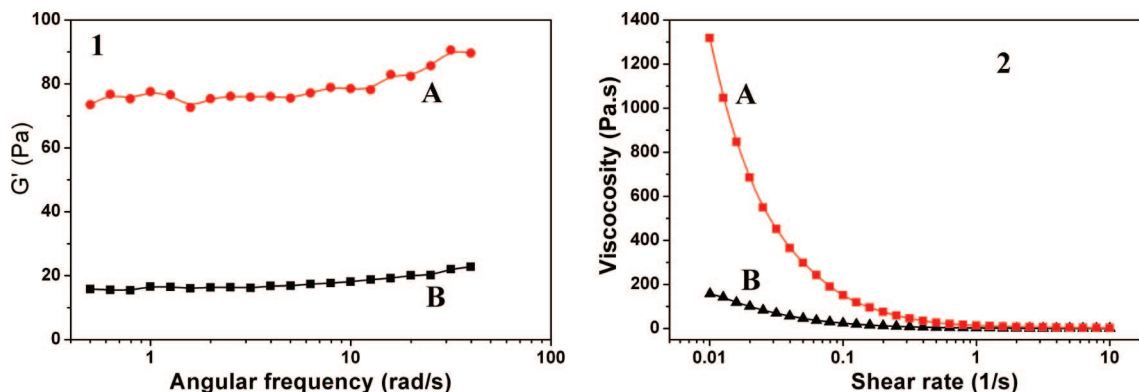 1
A
B
G' (Pa)
100
80
60
40
20
0
1
10
100
Angular frequency (rad/s)
2
A
B
Viscocosity (Pa.s)
1400
1200
1000
800
600
400
200
0
0.01
0.1
1
10
Shear rate (1/s)